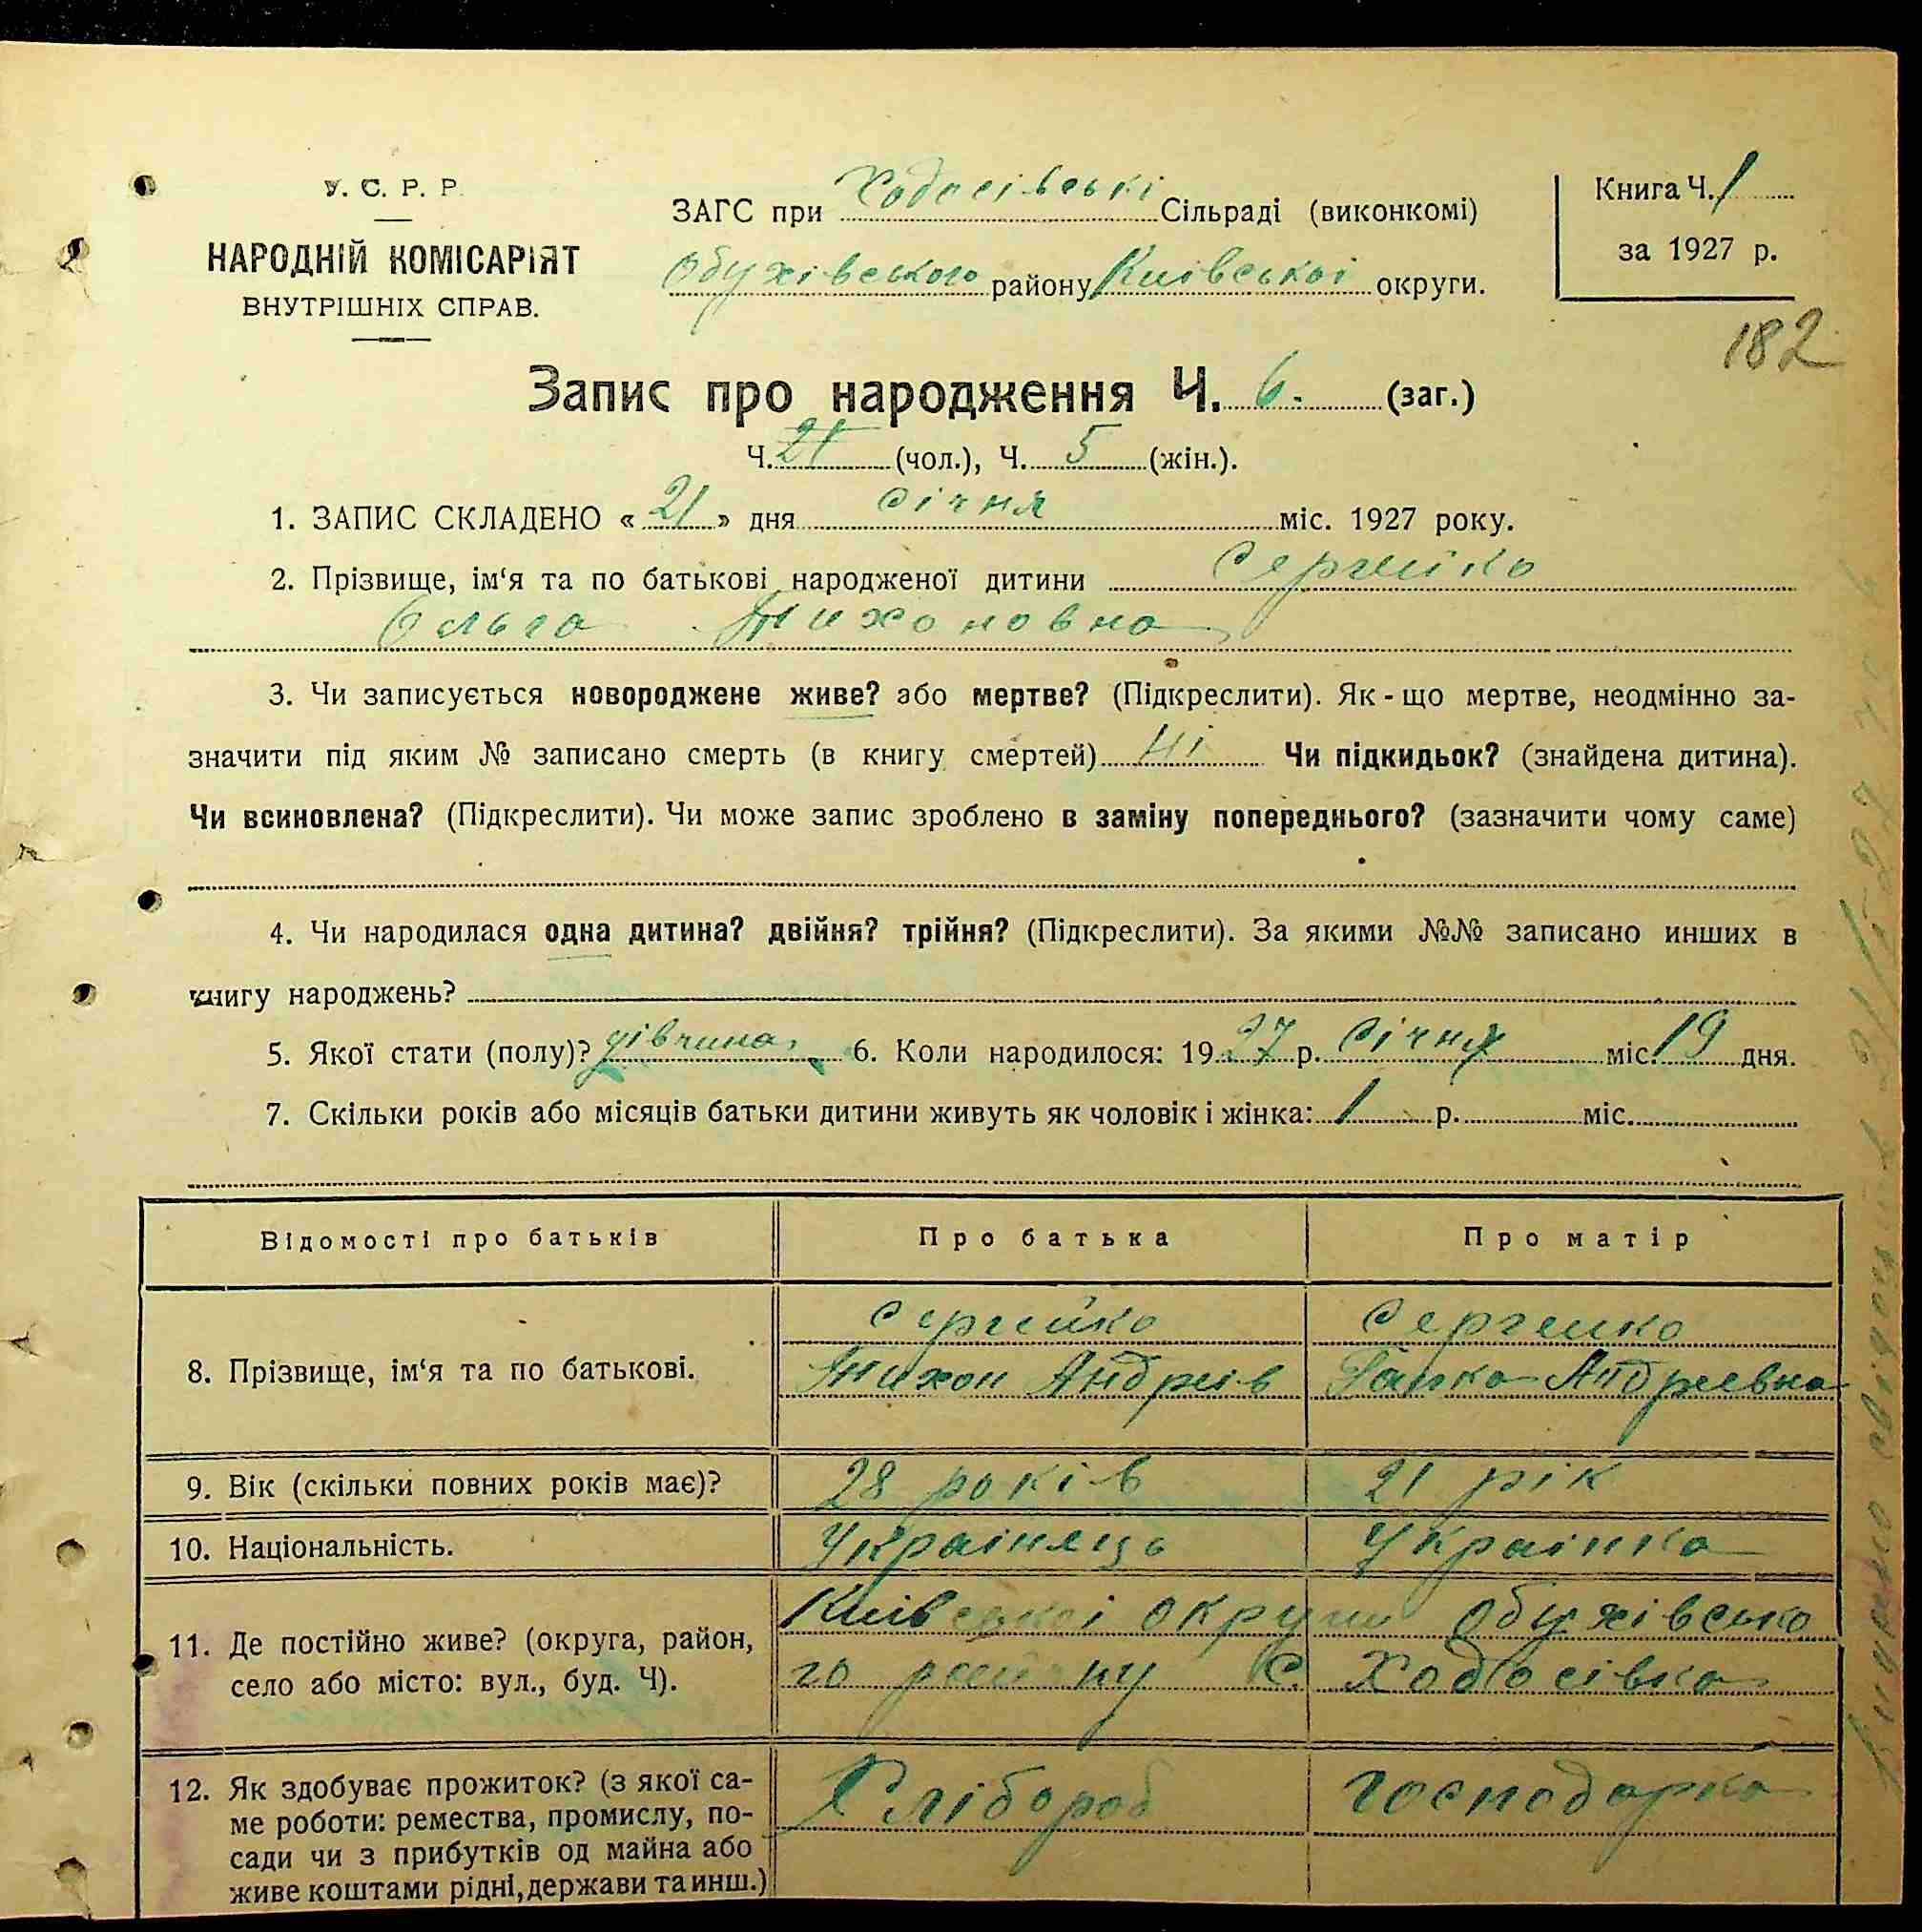 У. С. Р. Р.
НАРОДНІЙ КОМІСАРІЯТ
ВНУТРІШНІХ СПРАВ.
ЗАГС при Ходосівські Сільраді (виконкомі)
Обухівського району Київської округи.
Книга Ч. 1
за 1927 р.
182
Запис про народження Ч. 6. (заг.)
Ч. 21 (чол.), Ч. 5 (жін.).
1. ЗАПИС СКЛАДЕНО « 21 » дня Січня міс. 1927 року.
2. Прізвище, ім‘я та по батькові народженої дитини Сергейко
Ольга Тихоновна
3. Чи записується новороджене живе? або мертве? (Підкреслити). Як-що мертве, неодмінно за-
значити під яким № записано смерть (в книгу смертей) Ні Чи підкидьок? (знайдена дитина).
Чи всиновлена? (Підкреслити). Чи може запис зроблено в заміну попереднього? (зазначити чому саме)
4. Чи народилася одна дитина? двійня? трійня? (Підкреслити). За якими №№ записано инших в
книгу народжень?
5. Якої стати (полу)? дівчина 6. Коли народилося: 1927 р. Січня міс. 19 дня.
7. Скільки років або місяців батьки дитини живуть як чоловік і жінка: 1 р. міс.
Відомості про батьків Про батька Про матір
Сергейко Сергейко
8. Прізвище, ім‘я та по батькові. Тихон Андріїв Гапка Андреевна
9. Вік (скільки повних років має)? 28 років 21 рік
10. Національність. Українець Українка
Київської округи Обухівсько
11. Де постійно живе? (округа, район,
село або місто: вул., буд. Ч). го району С. Ходосівка
12. Як здобуває прожиток? (з якої са- Хлібороб господарка
ме роботи: ремества, промислу, по-
сади чи з прибутків од майна або
живе коштами рідні, держави та инш.)